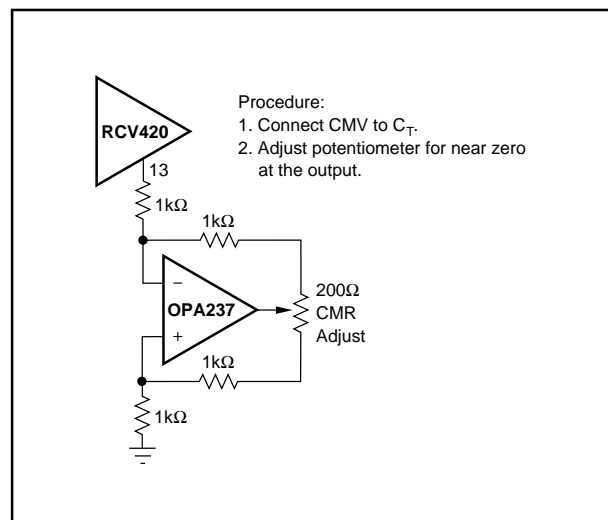 RCV420
Procedure:
1. Connect CMV to C_T.
2. Adjust potentiometer for near zero
at the output.
13
1kΩ
1kΩ
–
OPA237
+
200Ω
CMR
Adjust
1kΩ
1kΩ